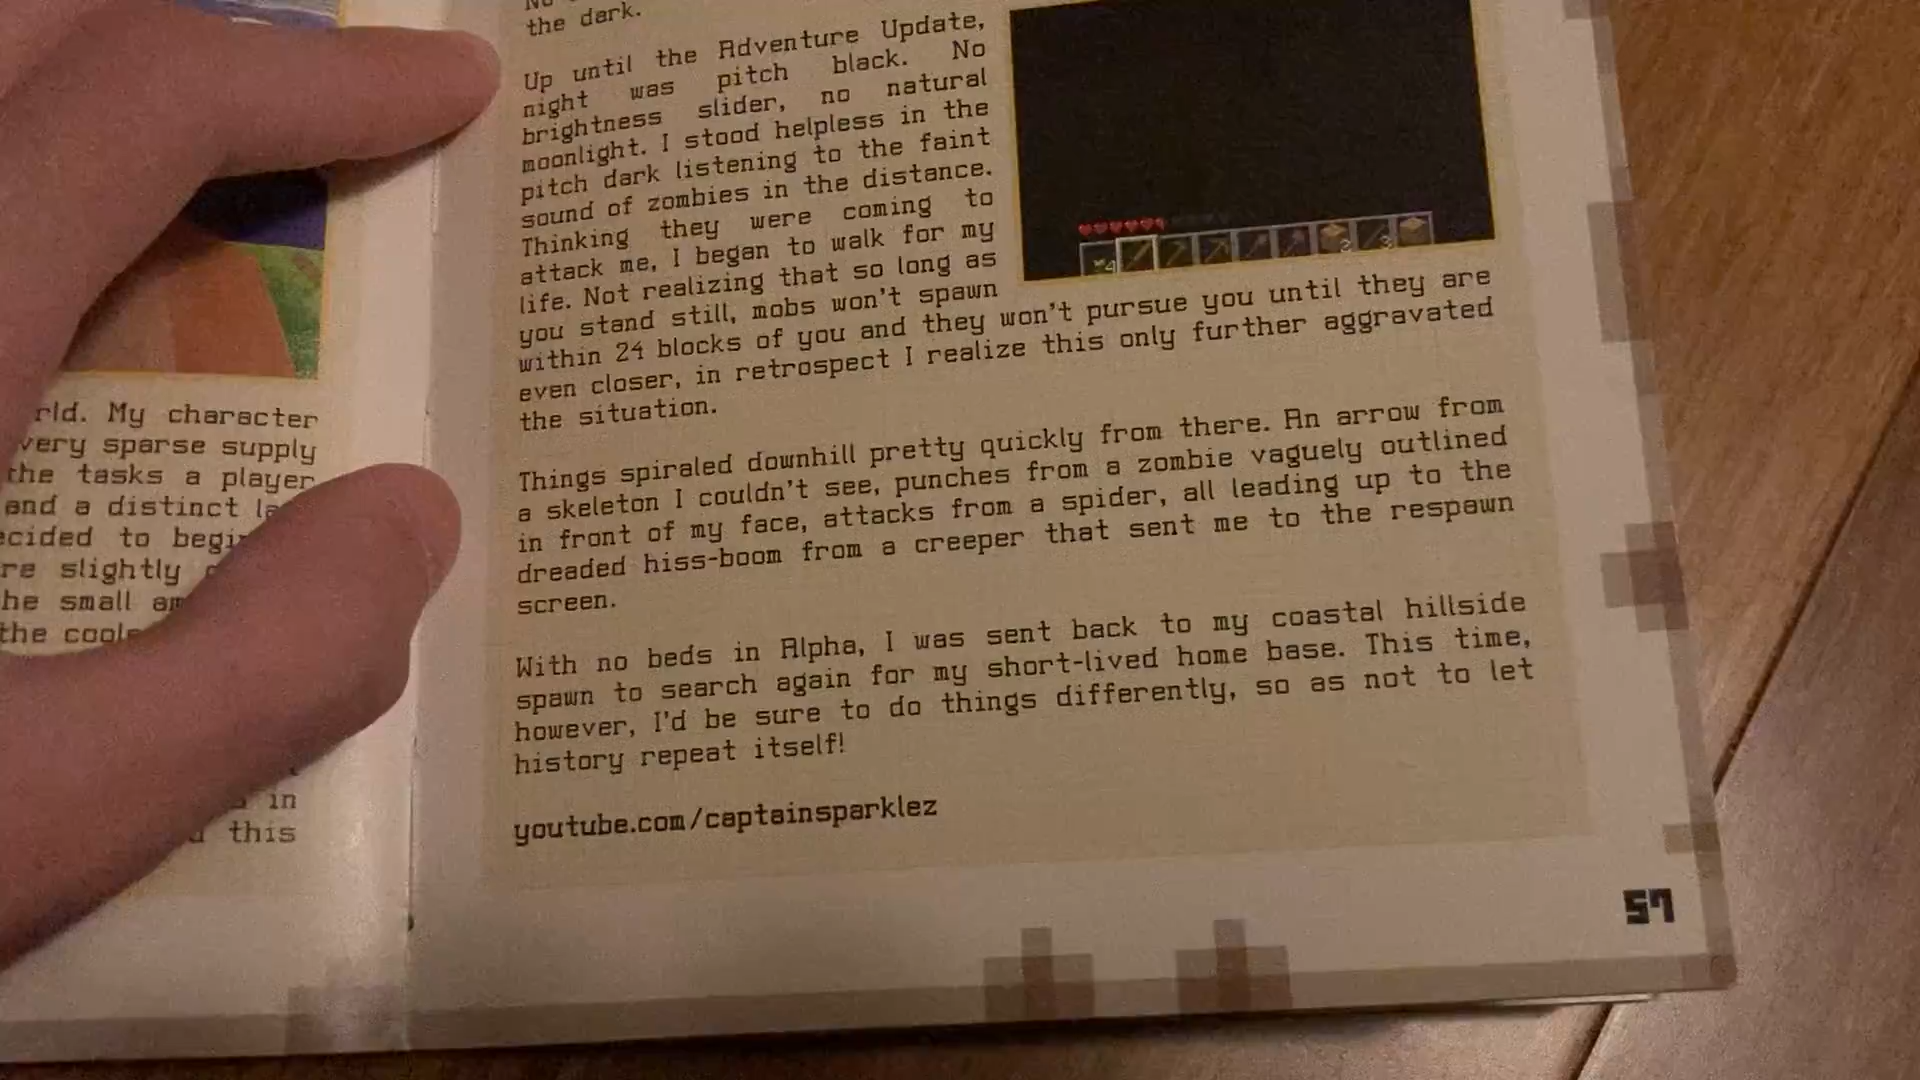 the dark.
Up until the Adventure Update,
night was pitch black. No
brightness slider, no natural
moonlight. I stood helpless in the
pitch dark listening to the faint
sound of zombies in the distance.
Thinking they were coming to
attack me, I began to walk for my
life. Not realizing that so long as
you stand still, mobs won't spawn
within 24 blocks of you and they won't pursue you until they are
even closer, in retrospect I realize this only further aggravated
the situation.
Things spiraled downhill pretty quickly from there. An arrow from
a skeleton I couldn't see, punches from a zombie vaguely outlined
in front of my face, attacks from a spider, all leading up to the
dreaded hiss-boom from a creeper that sent me to the respawn
screen.
With no beds in Alpha, I was sent back to my coastal hillside
spawn to search again for my short-lived home base. This time,
however, I'd be sure to do things differently, so as not to let
history repeat itself!
youtube.com/captainsparklez
57
My character
very sparse supply
the tasks a player
and a distinct
to
slightly
small
the
in
this